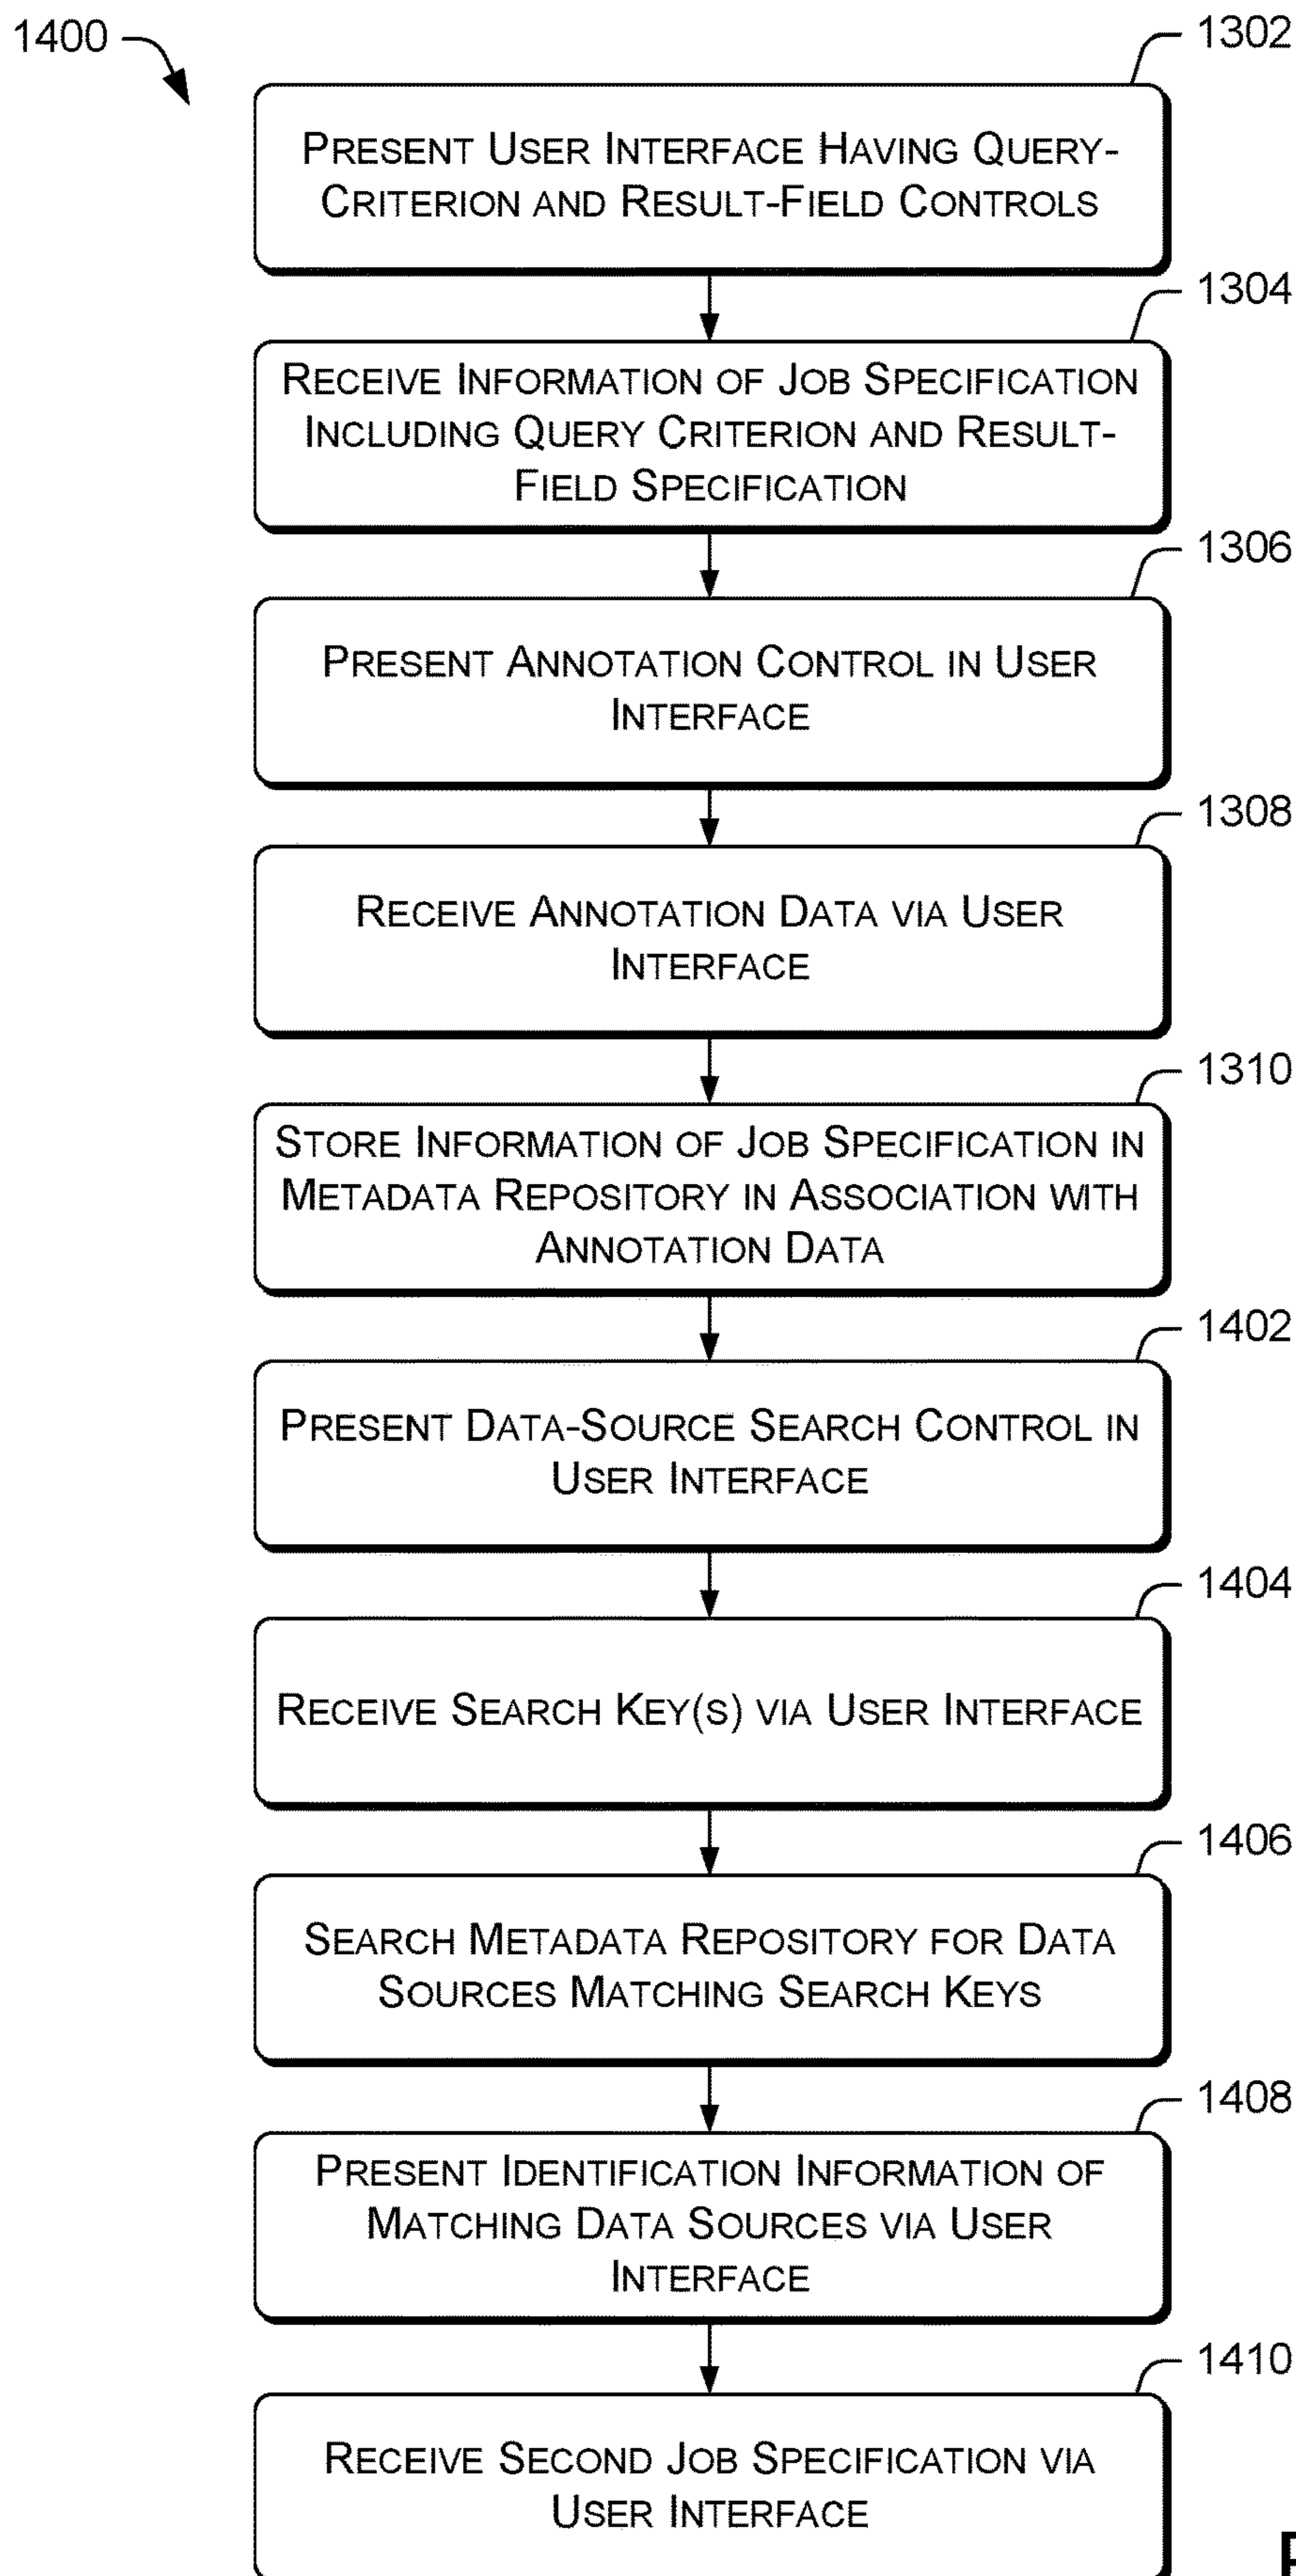 1400
1302
PRESENT USER INTERFACE HAVING QUERY-
CRITERION AND RESULT-FIELD CONTROLS
1304
RECEIVE INFORMATION OF JOB SPECIFICATION
INCLUDING QUERY CRITERION AND RESULT-
FIELD SPECIFICATION
1306
PRESENT ANNOTATION CONTROL IN USER
INTERFACE
1308
RECEIVE ANNOTATION DATA VIA USER
INTERFACE
1310
STORE INFORMATION OF JOB SPECIFICATION IN
METADATA REPOSITORY IN ASSOCIATION WITH
ANNOTATION DATA
1402
PRESENT DATA-SOURCE SEARCH CONTROL IN
USER INTERFACE
1404
RECEIVE SEARCH KEY(S) VIA USER INTERFACE
1406
SEARCH METADATA REPOSITORY FOR DATA
SOURCES MATCHING SEARCH KEYS
1408
PRESENT IDENTIFICATION INFORMATION OF
MATCHING DATA SOURCES VIA USER
INTERFACE
1410
RECEIVE SECOND JOB SPECIFICATION VIA
USER INTERFACE